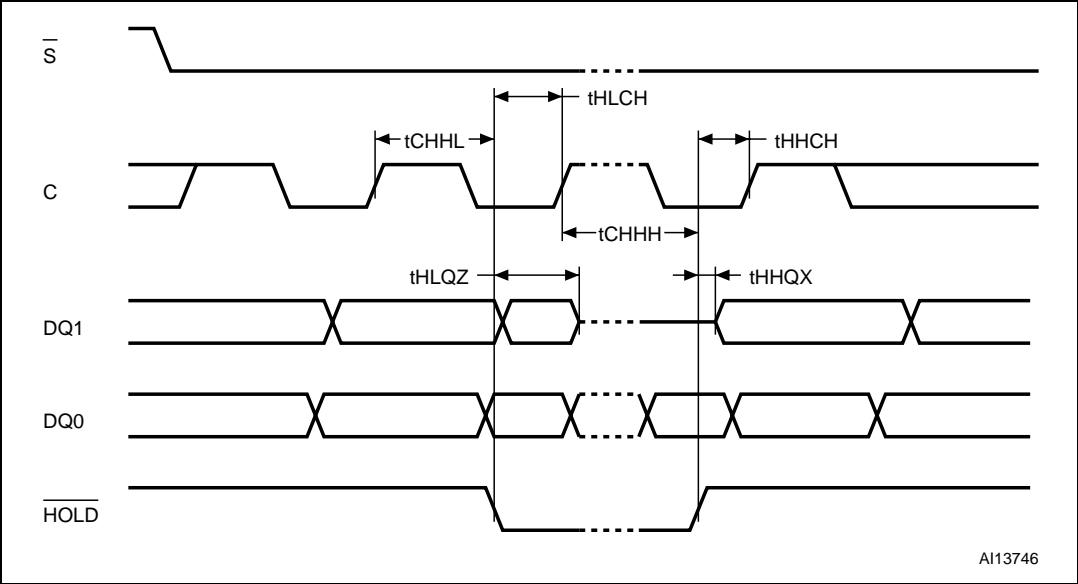 S
tHLCH
tCHHL
tHHCH
C
tCHHH
tHLQZ
tHHQX
DQ1
DQ0
HOLD
AI13746